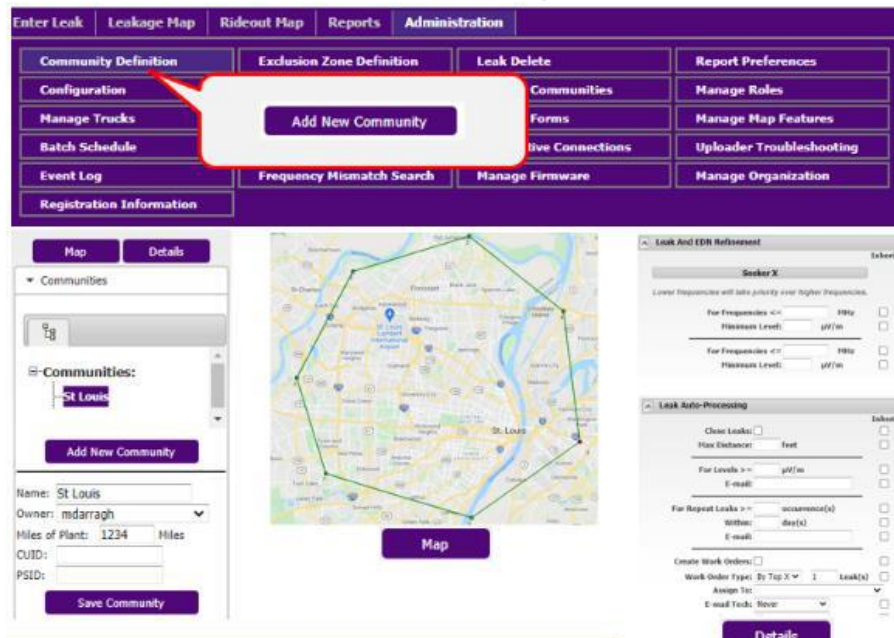 Enter Leak Leakage Map Rideout Map Reports Administration
Community Definition Exclusion Zone Definition Leak Delete Report Preferences
Configuration Communities Manage Roles
Manage Trucks Forms Manage Map Features
Batch Schedule tive Connections Uploader Troubleshooting
Event Log Frequency Mismatch Search Manage Firmware Manage Organization
Registration Information
Add New Community
Map Details
Communities
Communities:
St Louis
Add New Community
Name: St Louis
Owner: mdarragh
Miles of Plant: 1234 Miles
CUID:
PSID:
Save Community
St. Louis
Map
Leak And EDN Refinement
Inheri
Seeker X
Lower frequencies will take priority over higher frequencies.
For Frequencies <= MHz
Minimum Level: µV/m
For Frequencies <= MHz
Minimum Level: µV/m
Leak Auto-Processing
Inheri
Close Leaks:
Max Distance: feet
For Levels >= µV/m
E-mail:
For Repeat Leaks >= occurrence(s)
Within: day(s)
E-mail:
Create Work Orders:
Work Order Type: By Top X 1 Leak(s)
Assign To:
E-mail Tech: Never
Details